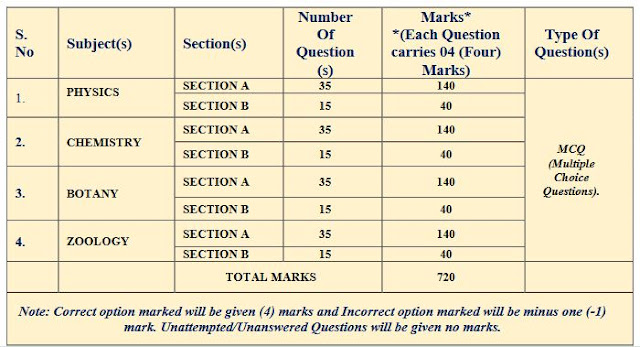 S. No Subject(s) Section(s) Number Of Question (s) Marks* *(Each Question carries 04 (Four) Marks) Type Of Question(s)
1. PHYSICS SECTION A 35 140
SECTION B 15 40
2. CHEMISTRY SECTION A 35 140
SECTION B 15 40
3. BOTANY SECTION A 35 140
SECTION B 15 40
4. ZOOLOGY SECTION A 35 140
SECTION B 15 40
MCQ
(Multiple
Choice
Questions).
TOTAL MARKS 720
Note: Correct option marked will be given (4) marks and Incorrect option marked will be minus one (-1)
mark. Unattempted/Unanswered Questions will be given no marks.